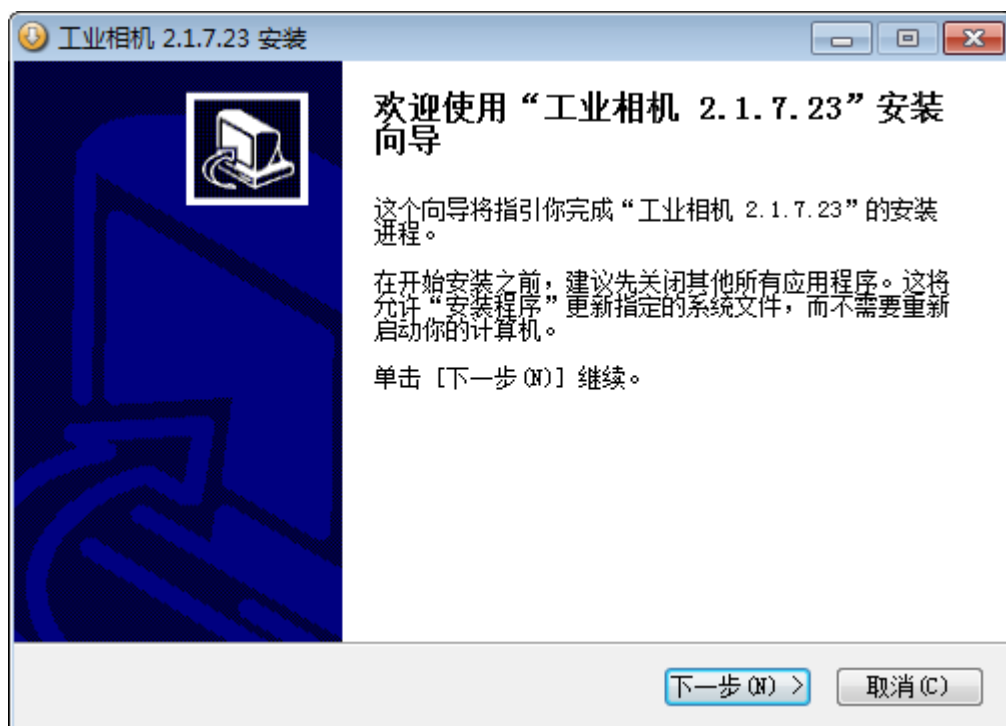 工业相机 2.1.7.23 安装
欢迎使用“工业相机 2.1.7.23”安装
向导
这个向导将指引你完成“工业相机 2.1.7.23”的安装
进程。
在开始安装之前，建议先关闭其他所有应用程序。这将
允许“安装程序”更新指定的系统文件，而不需要重新
启动你的计算机。
单击 [下一步(N)] 继续。
下一步(N) >
取消(C)